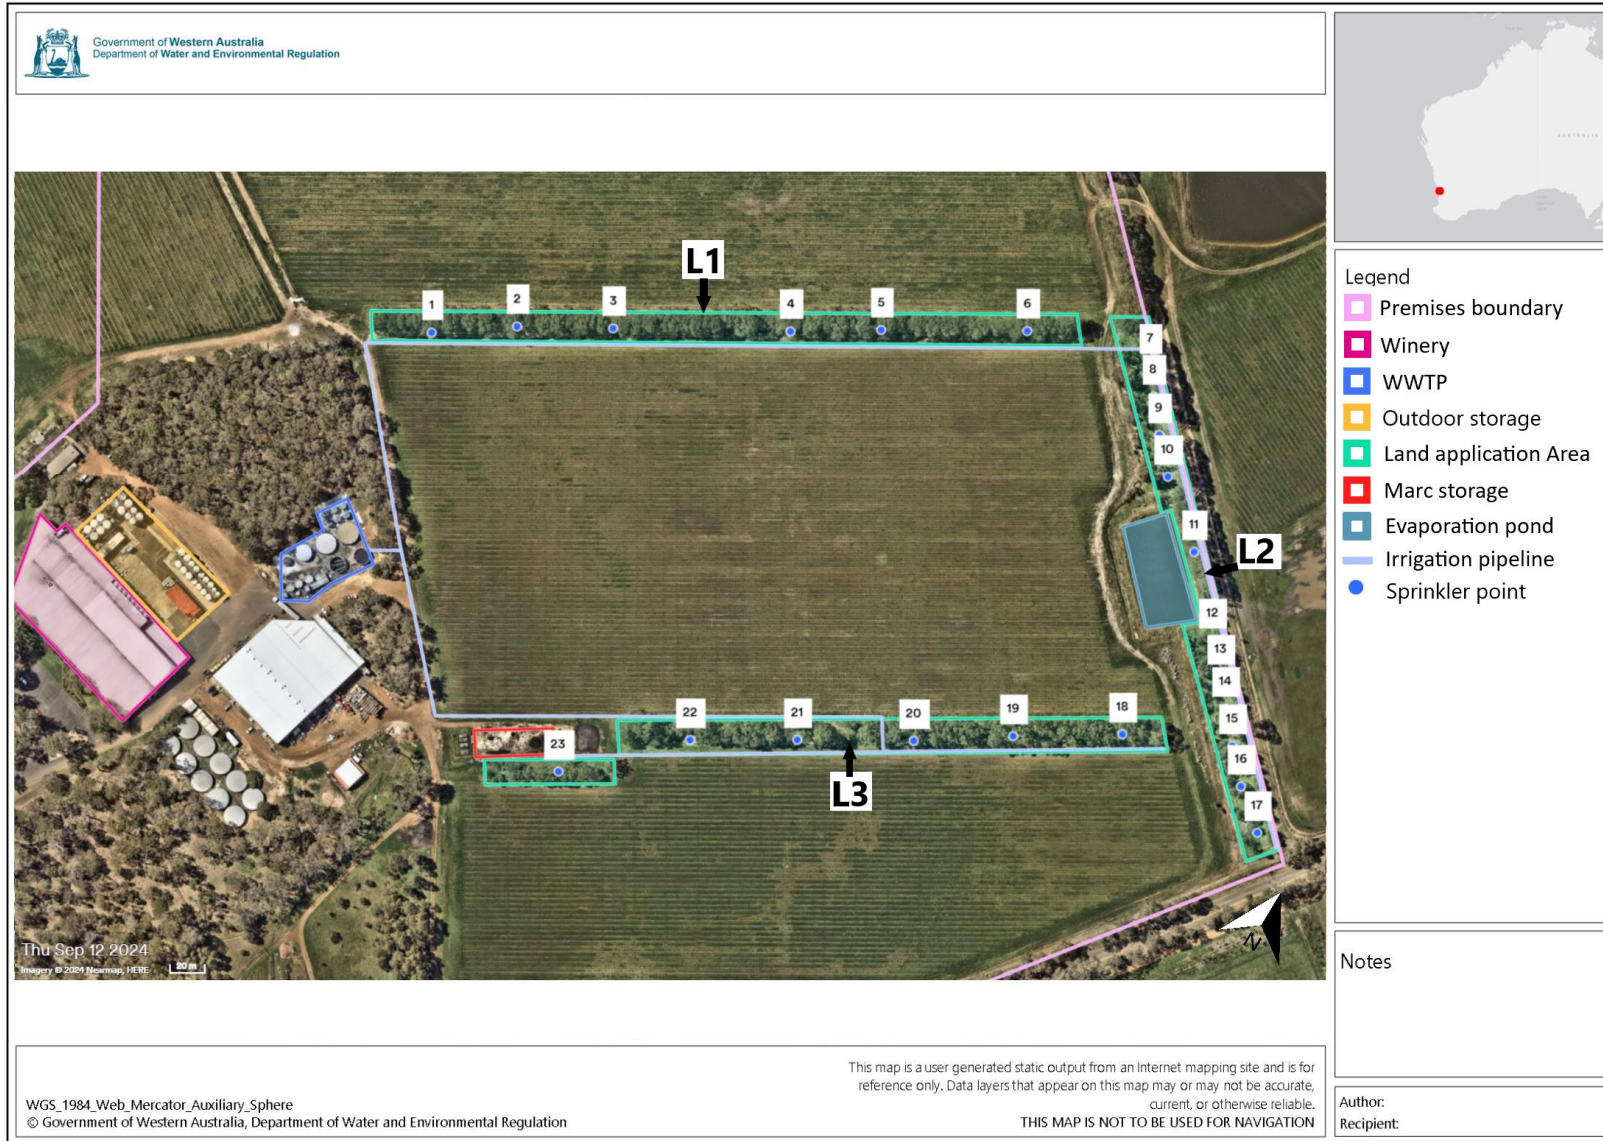 Government of Western Australia
Department of Water and Environmental Regulation
L1
1
2
3
4
5
6
7
8
9
10
11
L2
12
13
14
15
16
17
18
19
20
21
22
23
L3
N
Thu Sep 12 2024
Imagery © 2024 Nearmap, HERE
20 m
Legend
Premises boundary
Winery
WWTP
Outdoor storage
Land application Area
Marc storage
Evaporation pond
Irrigation pipeline
Sprinkler point
Notes
WGS_1984_Web_Mercator_Auxiliary_Sphere
© Government of Western Australia, Department of Water and Environmental Regulation
This map is a user generated static output from an Internet mapping site and is for
reference only. Data layers that appear on this map may or may not be accurate,
current, or otherwise reliable.
THIS MAP IS NOT TO BE USED FOR NAVIGATION
Author:
Recipient: